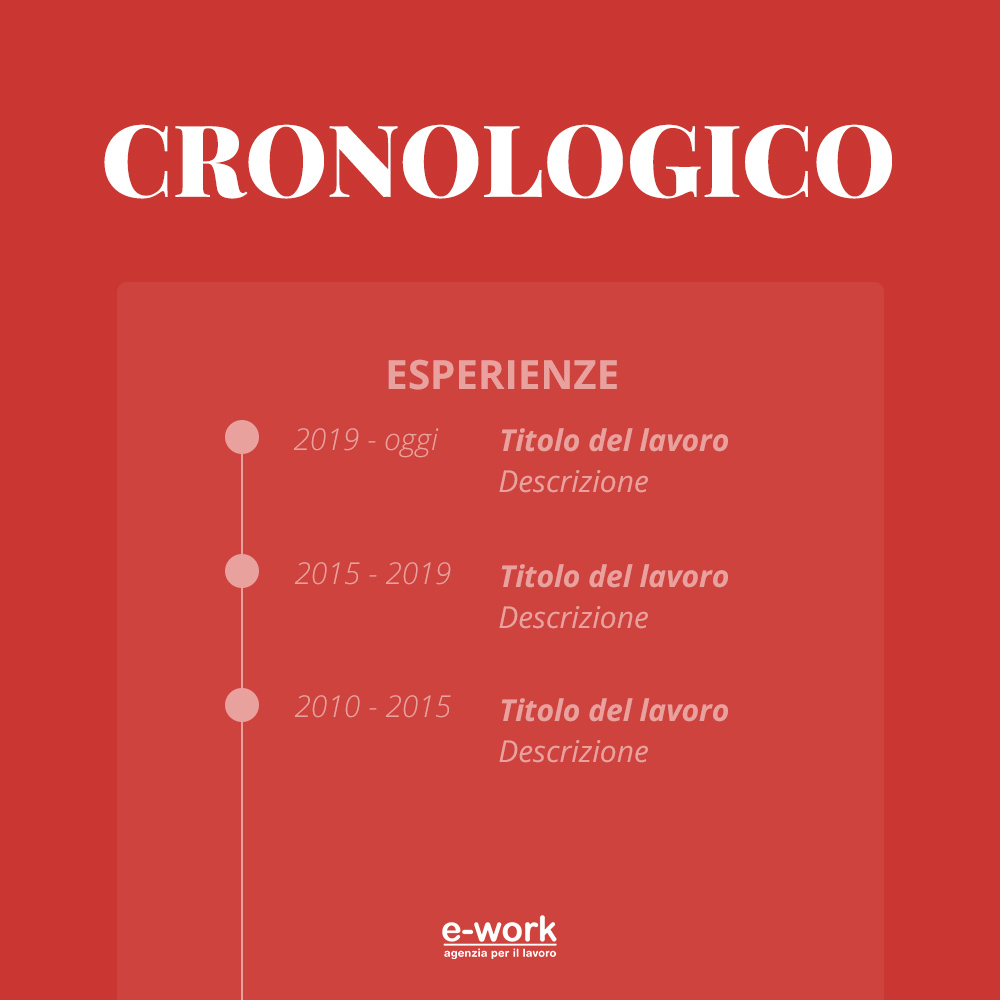 CRONOLOGICO
ESPERIENZE
2019 - oggi Titolo del lavoro
Descrizione
2015 - 2019 Titolo del lavoro
Descrizione
2010 - 2015 Titolo del lavoro
Descrizione
e-work
agenzia per il lavoro